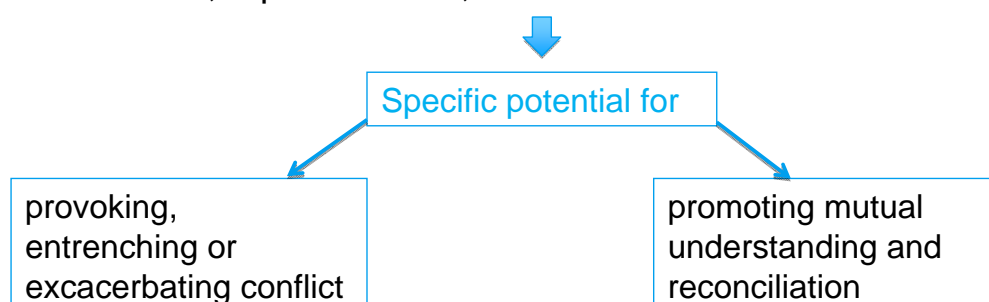 Specific potential for
provoking,
entrenching or
excacerbating conflict
promoting mutual
understanding and
reconciliation